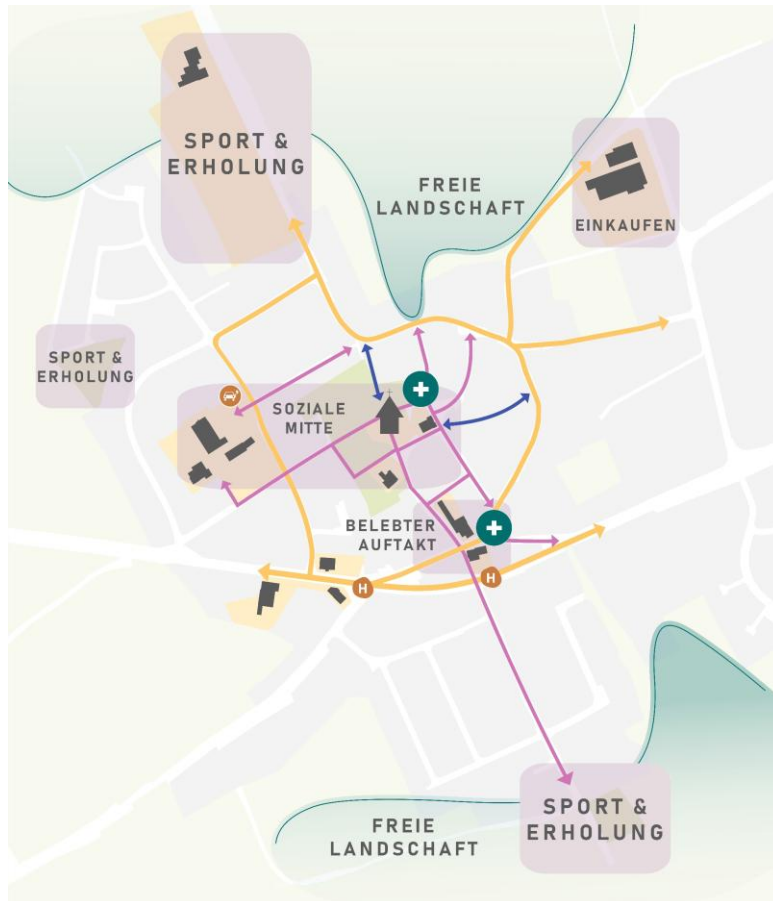 SPORT &
ERHOLUNG
FREIE
LANDSCHAFT
EINKAUFEN
SPORT &
ERHOLUNG
SOZIALE
MITTE
BELEBTER
AUFTAKT
H
H
SPORT &
ERHOLUNG
FREIE
LANDSCHAFT